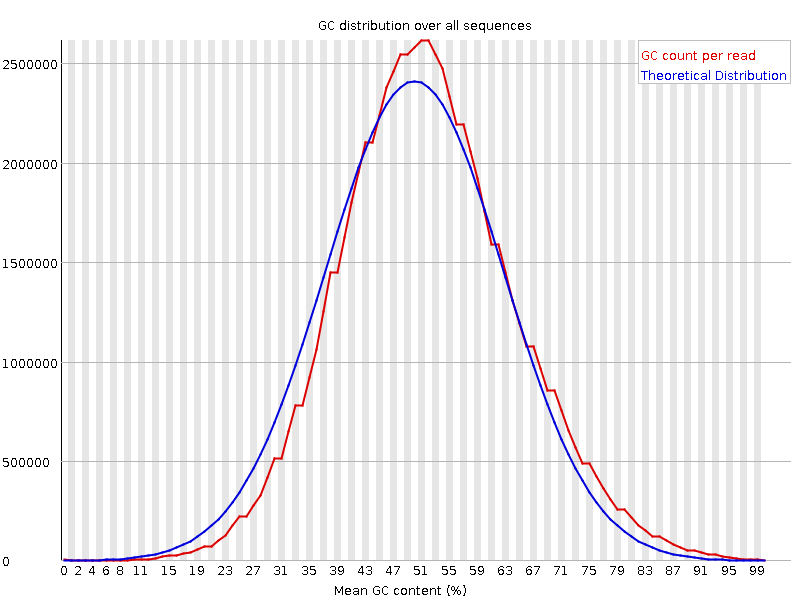 GC distribution over all sequences
GC count per read
Theoretical Distribution
2500000
2000000
1500000
1000000
500000
0
0 2 4 6 8 11 15 19 23 27 31 35 39 43 47 51 55 59 63 67 71 75 79 83 87 91 95 99
Mean GC content (%)